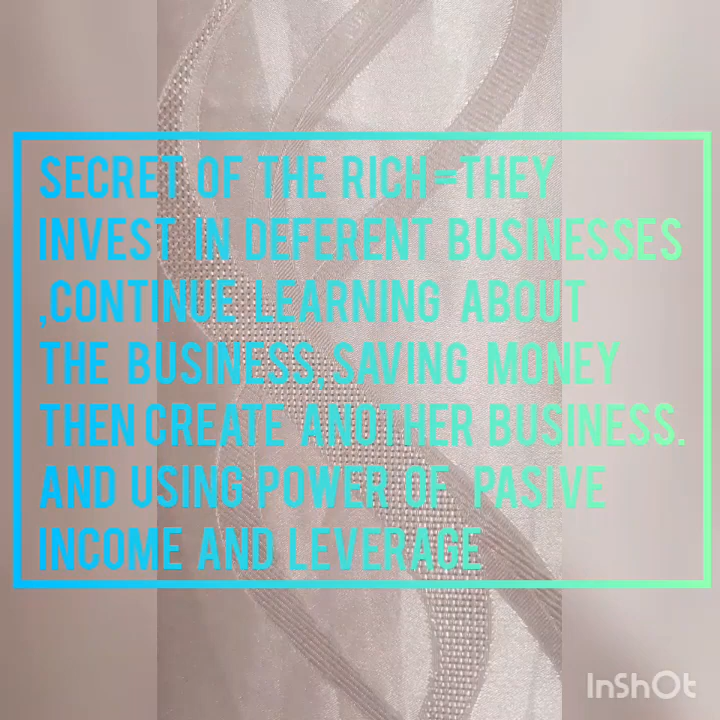 SECRET OF THE RICH =THEY
INVEST IN DEFERENT BUSINESSES
,CONTINUE LEARNING ABOUT
THE BUSINESS, SAVING MONEY
THEN CREATE ANOTHER BUSINESS.
AND USING POWER OF PASIVE
INCOME AND LEVERAGE
InShOt